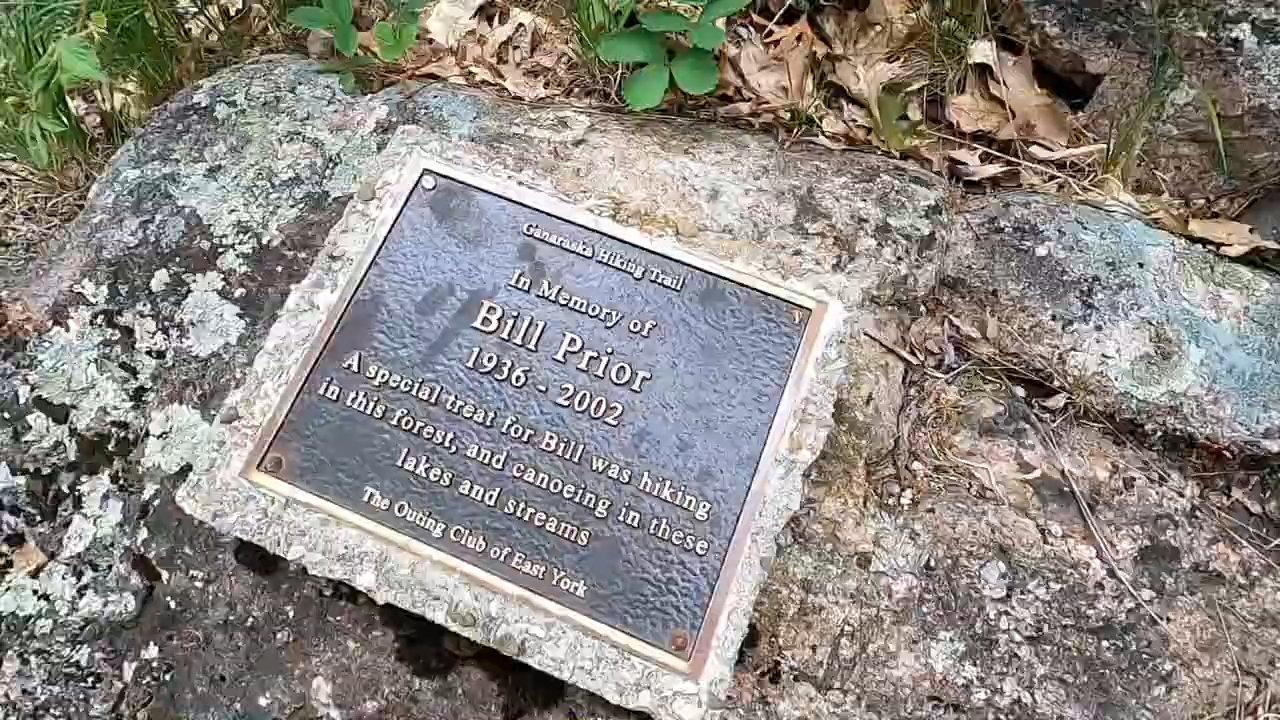 Ganaraska Hiking Trail
In Memory of
Bill Prior
1936 - 2002
A special treat for Bill was hiking
in this forest, and canoeing in these
lakes and streams
The Outing Club of East York